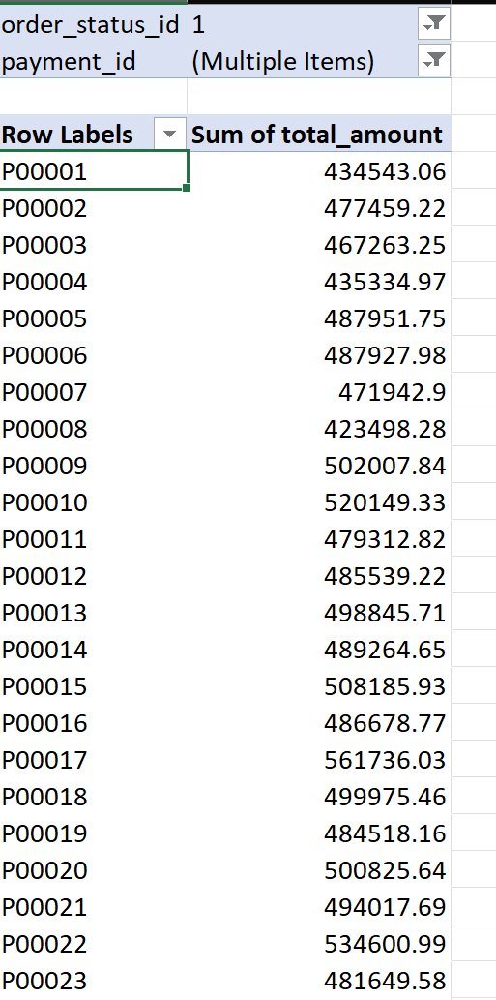 order_status_id 1
payment_id (Multiple Items)
Row Labels Sum of total_amount
P00001 434543.06
P00002 477459.22
P00003 467263.25
P00004 435334.97
P00005 487951.75
P00006 487927.98
P00007 471942.9
P00008 423498.28
P00009 502007.84
P00010 520149.33
P00011 479312.82
P00012 485539.22
P00013 498845.71
P00014 489264.65
P00015 508185.93
P00016 486678.77
P00017 561736.03
P00018 499975.46
P00019 484518.16
P00020 500825.64
P00021 494017.69
P00022 534600.99
P00023 481649.58